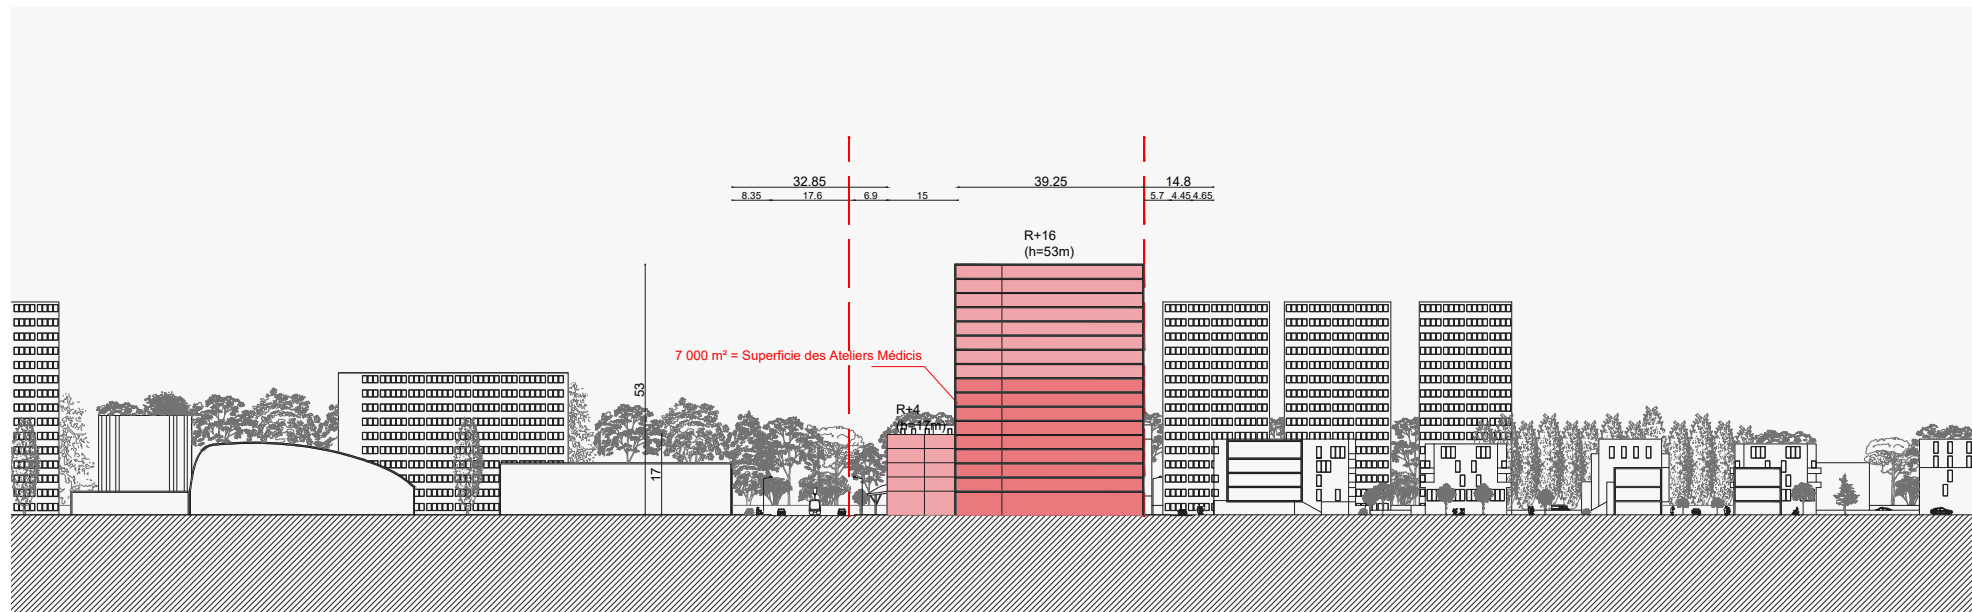 32.85
39.25
14.8
8.35
17.6
6.9
15
5.7
4.45
4.65
R+16
(h=53m)
7 000 m² = Superficie des Ateliers Médicis
53
R+4
(h=17m)
17